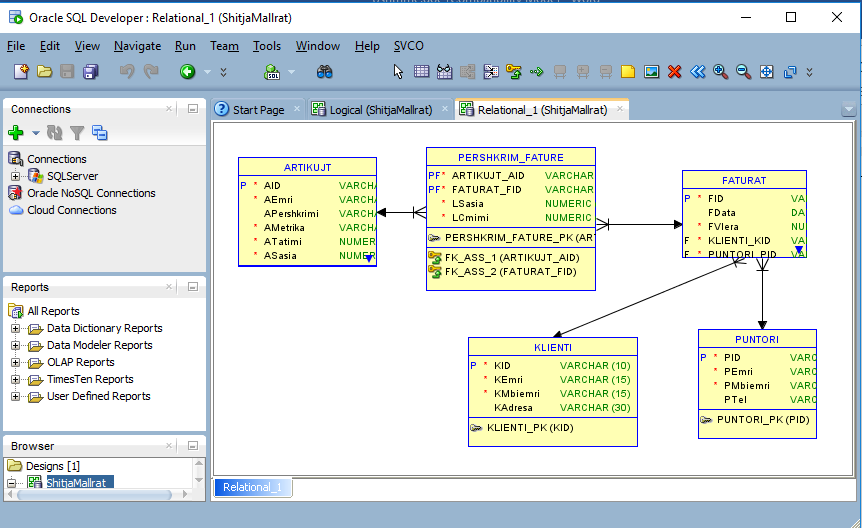 Oracle SQL Developer : Relational_1 (ShitjaMallrat)
File Edit View Navigate Run Team Tools Window Help SVCO
SQL
Connections
Connections
SQLServer
Oracle NoSQL Connections
Cloud Connections
Reports
All Reports
Data Dictionary Reports
Data Modeler Reports
OLAP Reports
TimesTen Reports
User Defined Reports
Browser
Designs [1]
ShitjaMallrat
Start Page
Logical (ShitjaMallrat)
Relational_1 (ShitjaMallrat)
ARTIKUJT
P * AID VARCHA
* AEmri VARCHA
APershkrimi VARCHA
* AMetrika VARCHA
* ATatimi NUMER
* ASasia NUMER
PERSHKRIM_FATURE
PF* ARTIKUJT_AID VARCHAR
PF* FATURAT_FID VARCHAR
* LSasia NUMERIC
* LCmimi NUMERIC
PERSHKRIM_FATURE_PK (AR
FK_ASS_1 (ARTIKUJT_AID)
FK_ASS_2 (FATURAT_FID)
FATURAT
P * FID VA
FData DA
* FVlera NU
F * KLIENTI_KID VA
F * PUNTORI_PID VA
KLIENTI
P * KID VARCHAR (10)
* KEmri VARCHAR (15)
* KMbiemri VARCHAR (15)
KAdresa VARCHAR (30)
KLIENTI_PK (KID)
PUNTORI
P * PID VARC
* PEmri VARC
* PMbiemri VARC
PTel VARC
PUNTORI_PK (PID)
Relational_1